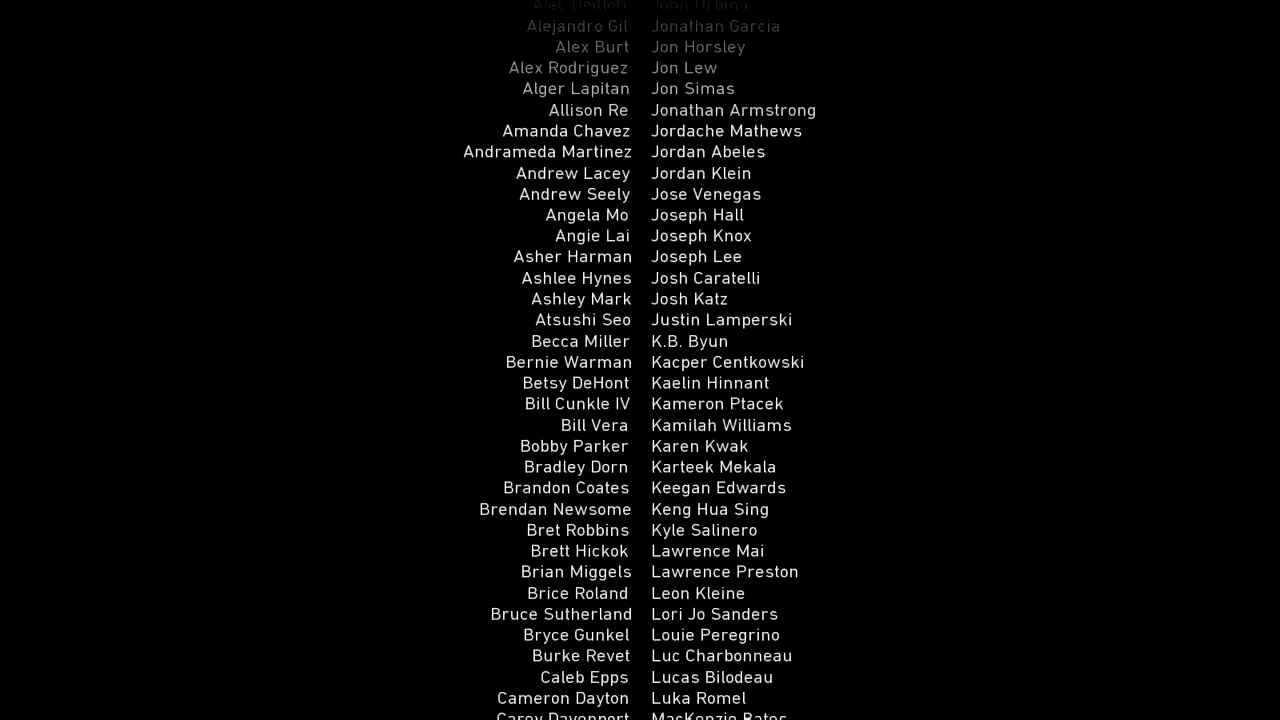 Alejandro Gil Jonathan Garcia
Alex Burt Jon Horsley
Alex Rodriguez Jon Lew
Alger Lapitan Jon Simas
Allison Re Jonathan Armstrong
Amanda Chavez Jordache Mathews
Andrameda Martinez Jordan Abeles
Andrew Lacey Jordan Klein
Andrew Seely Jose Venegas
Angela Mo Joseph Hall
Angie Lai Joseph Knox
Asher Harman Joseph Lee
Ashlee Hynes Josh Caratelli
Ashley Mark Josh Katz
Atsushi Seo Justin Lamperski
Becca Miller K.B. Byun
Bernie Warman Kacper Centkowski
Betsy DeHont Kaelin Hinnant
Bill Cunkle IV Kameron Ptacek
Bill Vera Kamilah Williams
Bobby Parker Karen Kwak
Bradley Dorn Karteek Mekala
Brandon Coates Keegan Edwards
Brendan Newsome Keng Hua Sing
Bret Robbins Kyle Salinero
Brett Hickok Lawrence Mai
Brian Miggels Lawrence Preston
Brice Roland Leon Kleine
Bruce Sutherland Lori Jo Sanders
Bryce Gunkel Louie Peregrino
Burke Revet Luc Charbonneau
Caleb Epps Lucas Bilodeau
Cameron Dayton Luka Romel
Carey Davenport MacKenzie Bates